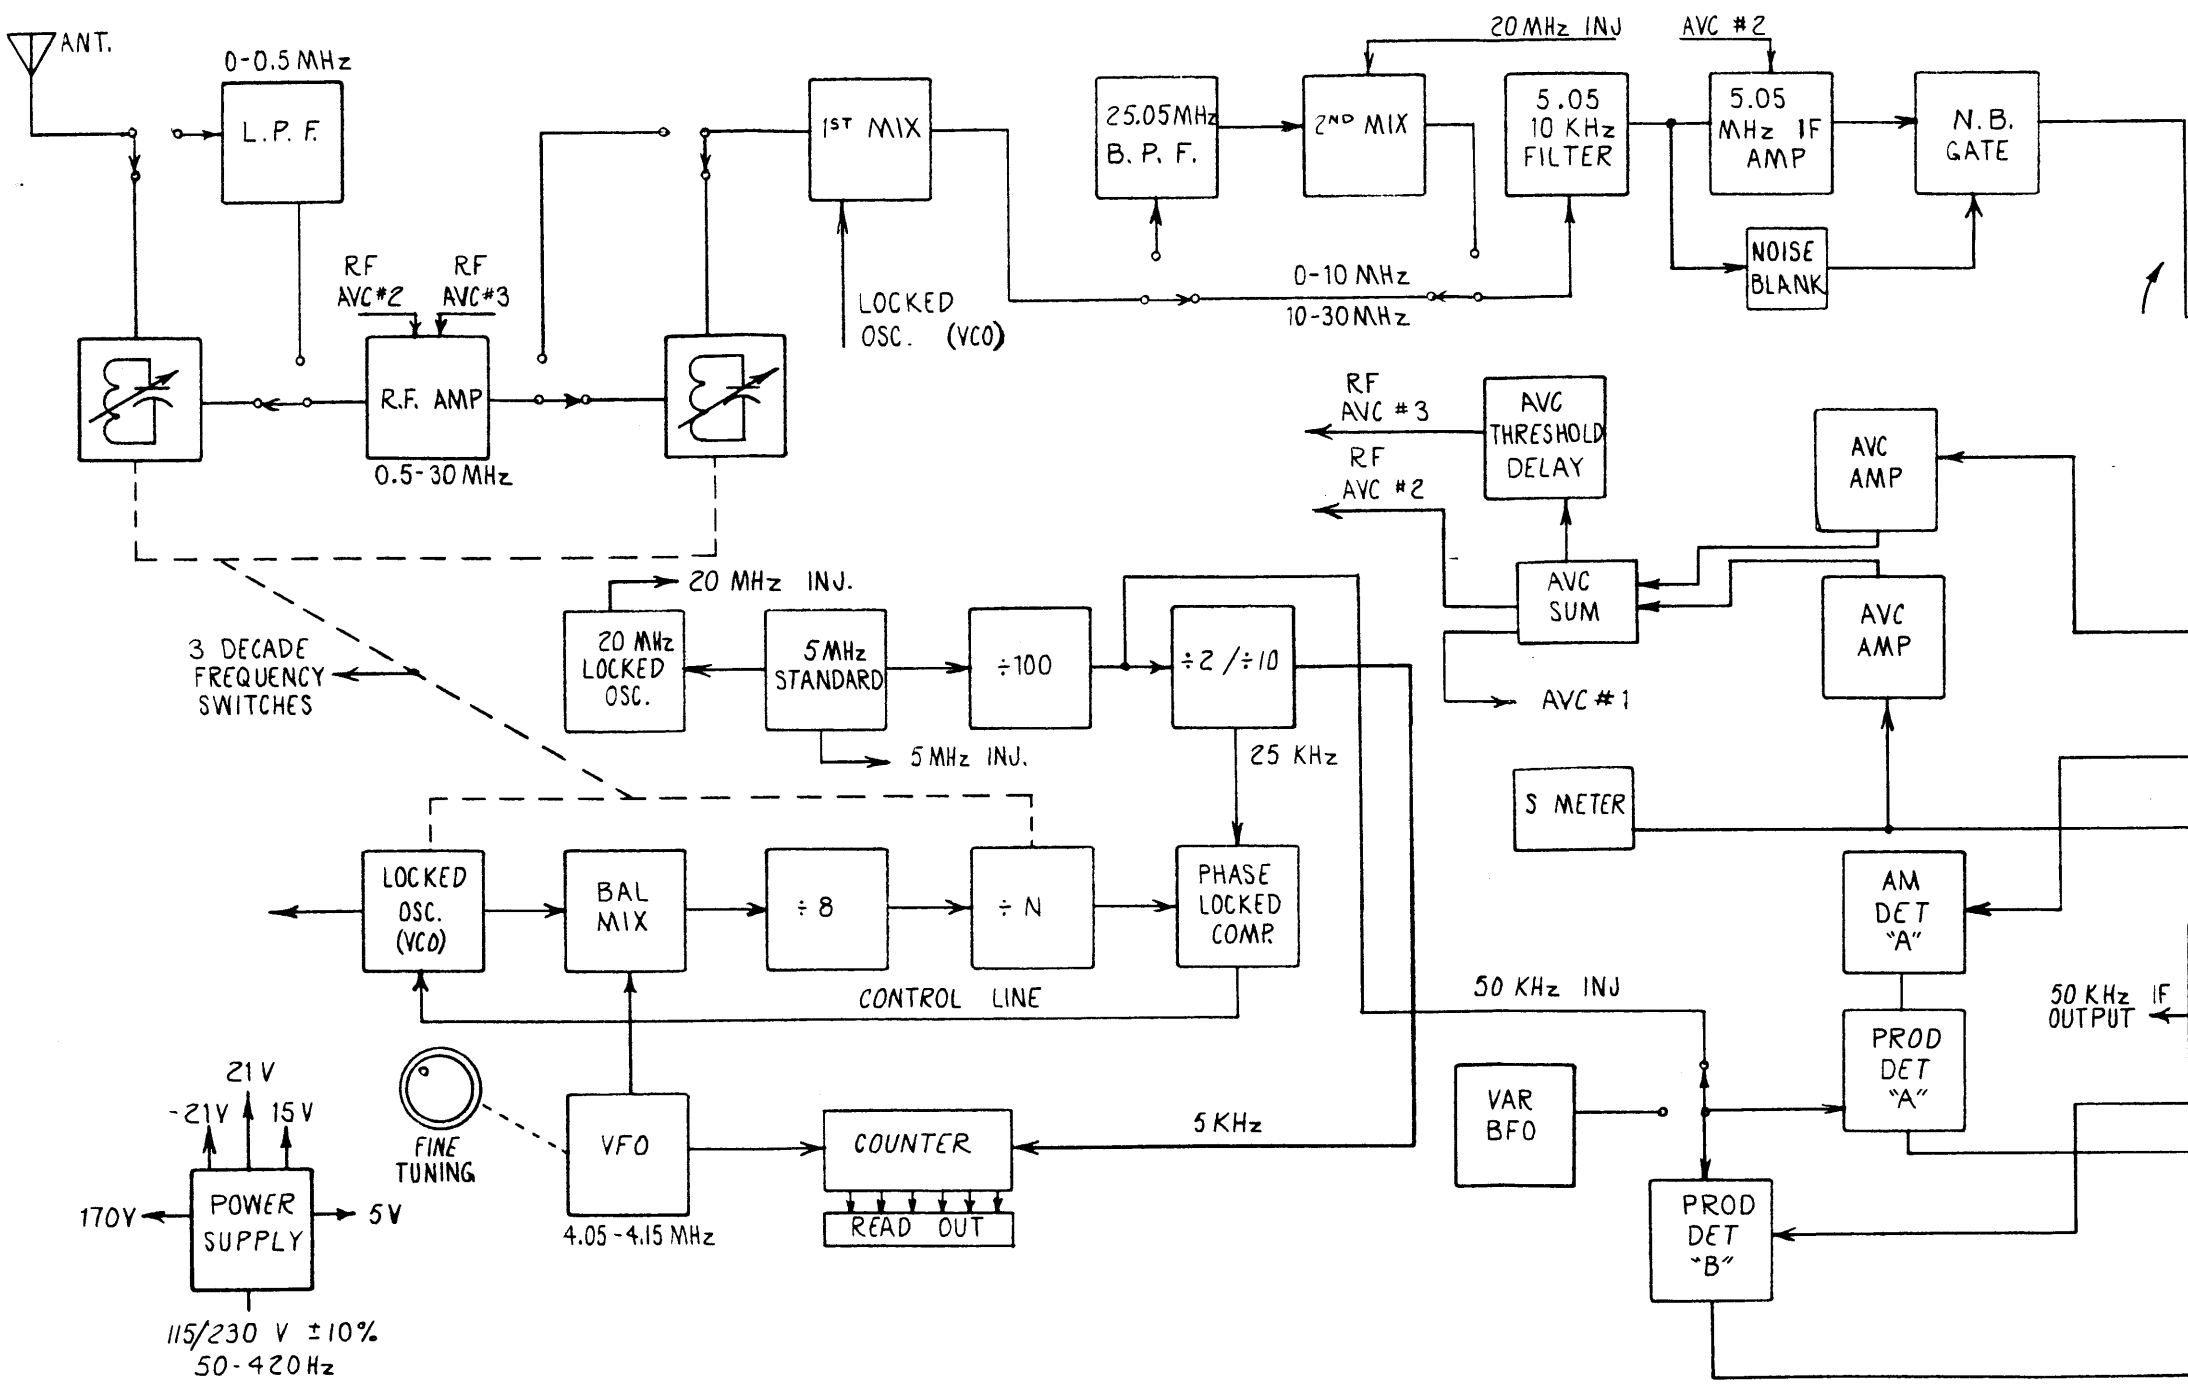 ANT.
0-0.5 MHz
L.P.F.
1ST MIX
25.05MHz
B. P. F.
2ND MIX
20 MHz INJ
AVC #2
5.05
10 KHz
FILTER
5.05
MHz IF
AMP
N.B.
GATE
NOISE
BLANK
0-10 MHz
10-30MHz
LOCKED
OSC. (VCO)
RF
AVC#2
RF
AVC#3
R.F. AMP
0.5-30 MHz
RF
AVC #3
RF
AVC #2
AVC
THRESHOLD
DELAY
AVC
AMP
AVC
SUM
AVC
AMP
AVC #1
3 DECADE
FREQUENCY
SWITCHES
20 MHz INJ.
20 MHz
LOCKED
OSC.
5MHz
STANDARD
÷100
÷2 / ÷10
5 MHz INJ.
25 KHz
S METER
LOCKED
OSC.
(VCO)
BAL
MIX
÷ 8
÷ N
PHASE
LOCKED
COMP.
AM
DET
"A"
CONTROL LINE
50 KHz INJ
50 KHz IF
OUTPUT
PROD
DET
"A"
VAR
BFO
PROD
DET
"B"
FINE
TUNING
VFO
4.05-4.15 MHz
COUNTER
5 KHz
READ OUT
21 V
-21V
15 V
170V
POWER
SUPPLY
5V
115/230 V ±10%
50-420Hz